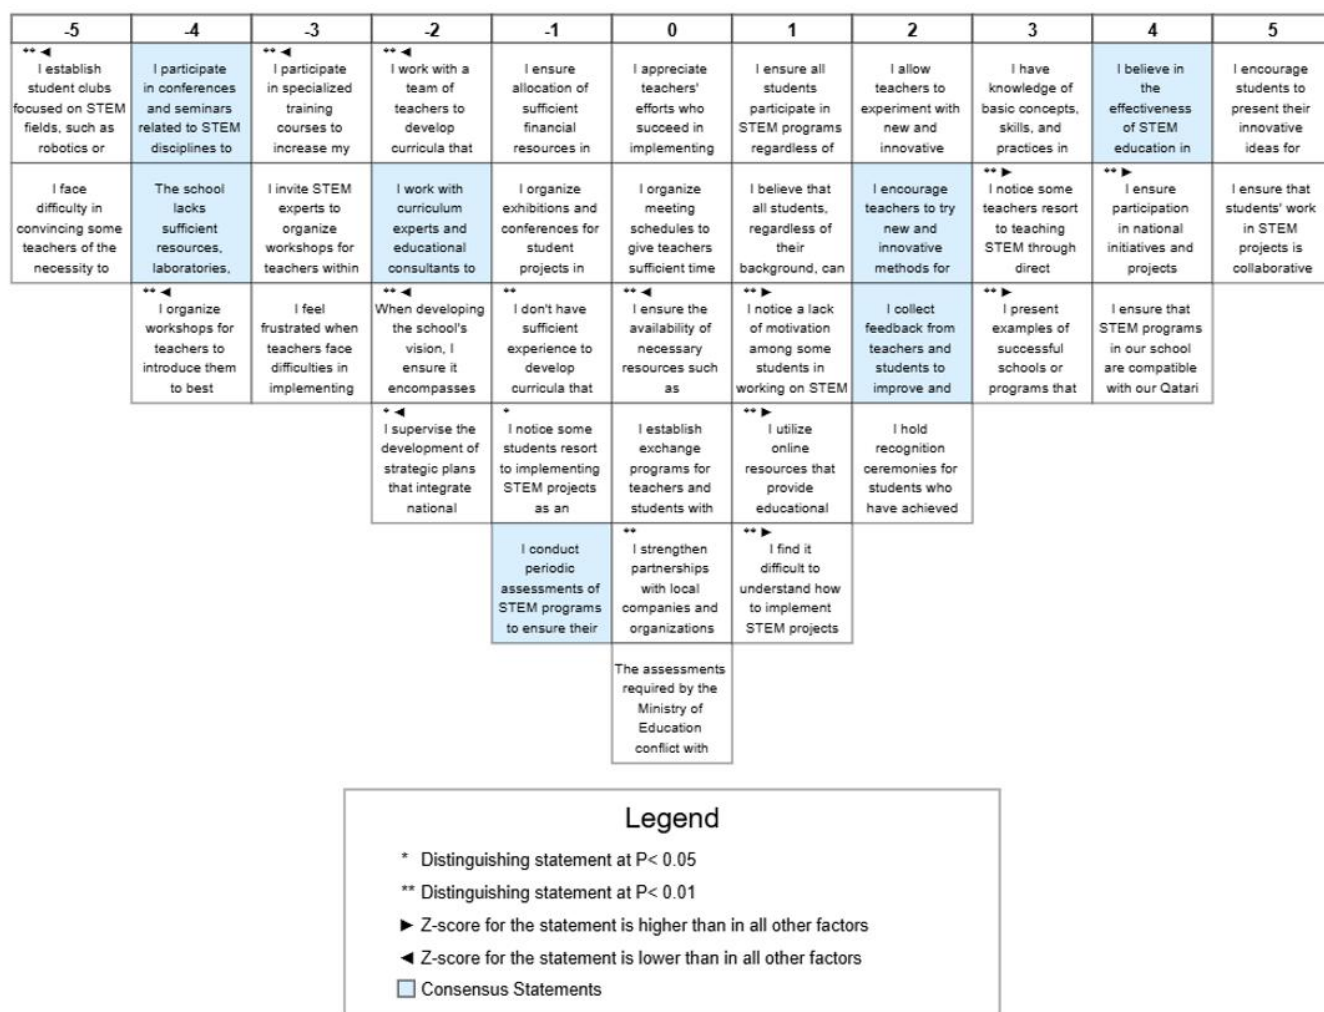 -5 -4 -3 -2 -1 0 1 2 3 4 5
** ◄
I establish
student clubs
focused on STEM
fields, such as
robotics or
I participate
in conferences
and seminars
related to STEM
disciplines to
** ◄
I participate
in specialized
training
courses to
increase my
** ◄
I work with a
team of
teachers to
develop
curricula that
I ensure
allocation of
sufficient
financial
resources in
I appreciate
teachers'
efforts who
succeed in
implementing
I ensure all
students
participate in
STEM programs
regardless of
I allow
teachers to
experiment with
new and
innovative
I have
knowledge of
basic concepts,
skills, and
practices in
I believe in
the
effectiveness
of STEM
education in
I encourage
students to
present their
innovative
ideas for
I face
difficulty in
convincing some
teachers of the
necessity to
The school
lacks
sufficient
resources,
laboratories,
I invite STEM
experts to
organize
workshops for
teachers within
I work with
curriculum
experts and
educational
consultants to
I organize
exhibitions and
conferences for
student
projects in
I organize
meeting
schedules to
give teachers
sufficient time
I believe that
all students,
regardless of
their
background, can
I encourage
teachers to try
new and
innovative
methods for
** ►
I notice some
teachers resort
to teaching
STEM through
direct
** ►
I ensure
participation
in national
initiatives and
projects
I ensure that
students' work
in STEM
projects is
collaborative
** ◄
I organize
workshops for
teachers to
introduce them
to best
I feel
frustrated when
teachers face
difficulties in
implementing
** ◄
When developing
the school's
vision, I
ensure it
encompasses
**
I don't have
sufficient
experience to
develop
curricula that
** ◄
I ensure the
availability of
necessary
resources such
as
** ►
I notice a lack
of motivation
among some
students in
working on STEM
I collect
feedback from
teachers and
students to
improve and
** ►
I present
examples of
successful
schools or
programs that
I ensure that
STEM programs
in our school
are compatible
with our Qatari
* ◄
I supervise the
development of
strategic plans
that integrate
national
*
I notice some
students resort
to implementing
STEM projects
as an
I establish
exchange
programs for
teachers and
students with
** ►
I utilize
online
resources that
provide
educational
I hold
recognition
ceremonies for
students who
have achieved
I conduct
periodic
assessments of
STEM programs
to ensure their
**
I strengthen
partnerships
with local
companies and
organizations
** ►
I find it
difficult to
understand how
to implement
STEM projects
The assessments
required by the
Ministry of
Education
conflict with
Legend
* Distinguishing statement at P< 0.05
** Distinguishing statement at P< 0.01
► Z-score for the statement is higher than in all other factors
◄ Z-score for the statement is lower than in all other factors
Consensus Statements